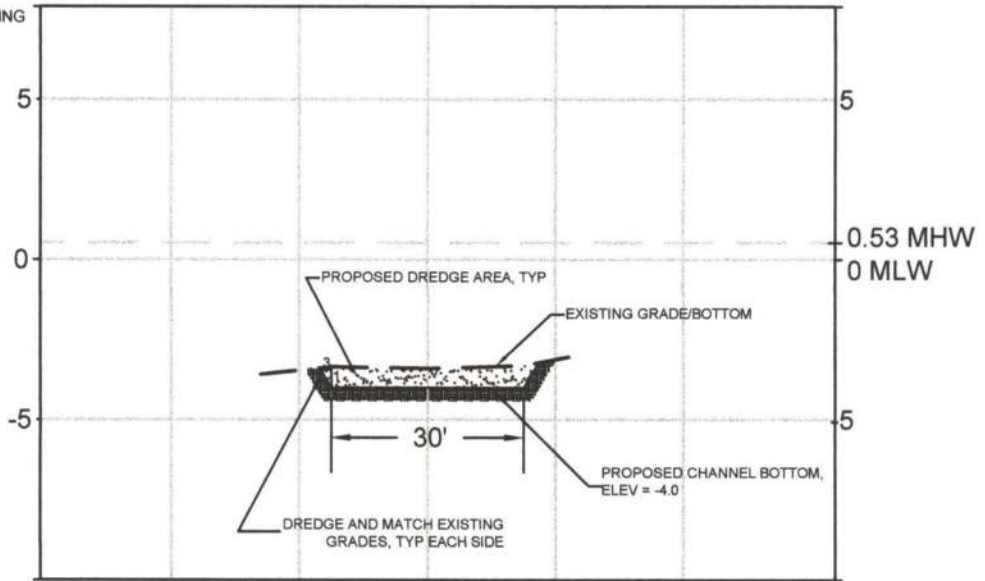 ING
5
5
0.53 MHW
0
0 MLW
PROPOSED DREDGE AREA, TYP
EXISTING GRADE/BOTTOM
3
1
-5
-5
30'
PROPOSED CHANNEL BOTTOM,
ELEV = -4.0
DREDGE AND MATCH EXISTING
GRADES, TYP EACH SIDE